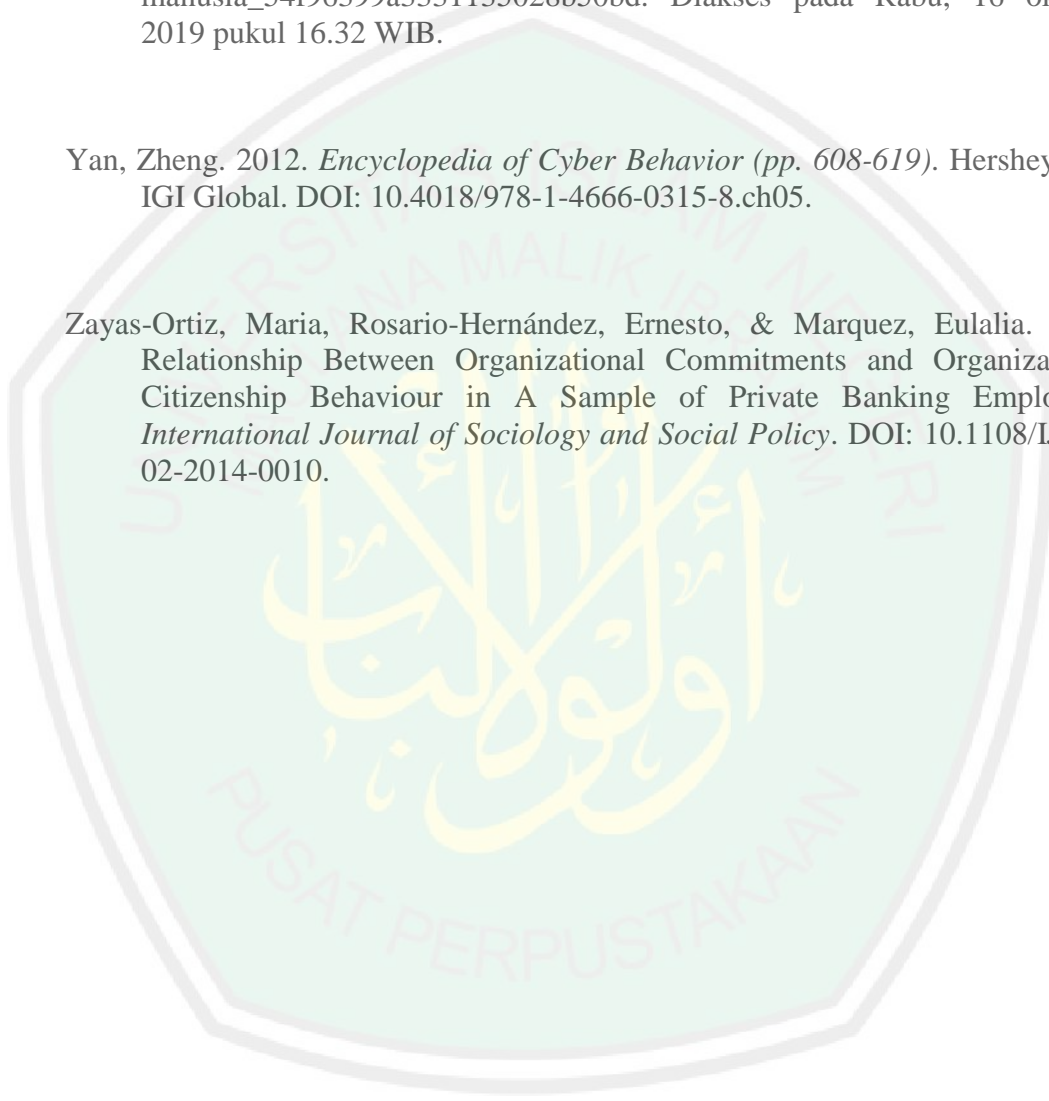 2019 pukul 16.32 WIB.
Yan, Zheng. 2012. Encyclopedia of Cyber Behavior (pp. 608-619). Hershey
IGI Global. DOI: 10.4018/978-1-4666-0315-8.ch05.
Zayas-Ortiz, Maria, Rosario-Hernández, Ernesto, & Marquez, Eulalia.
Relationship Between Organizational Commitments and Organiza
Citizenship Behaviour in A Sample of Private Banking Emplo
International Journal of Sociology and Social Policy. DOI: 10.1108/I
02-2014-0010.
PUSAT PERPUSTAKAAN